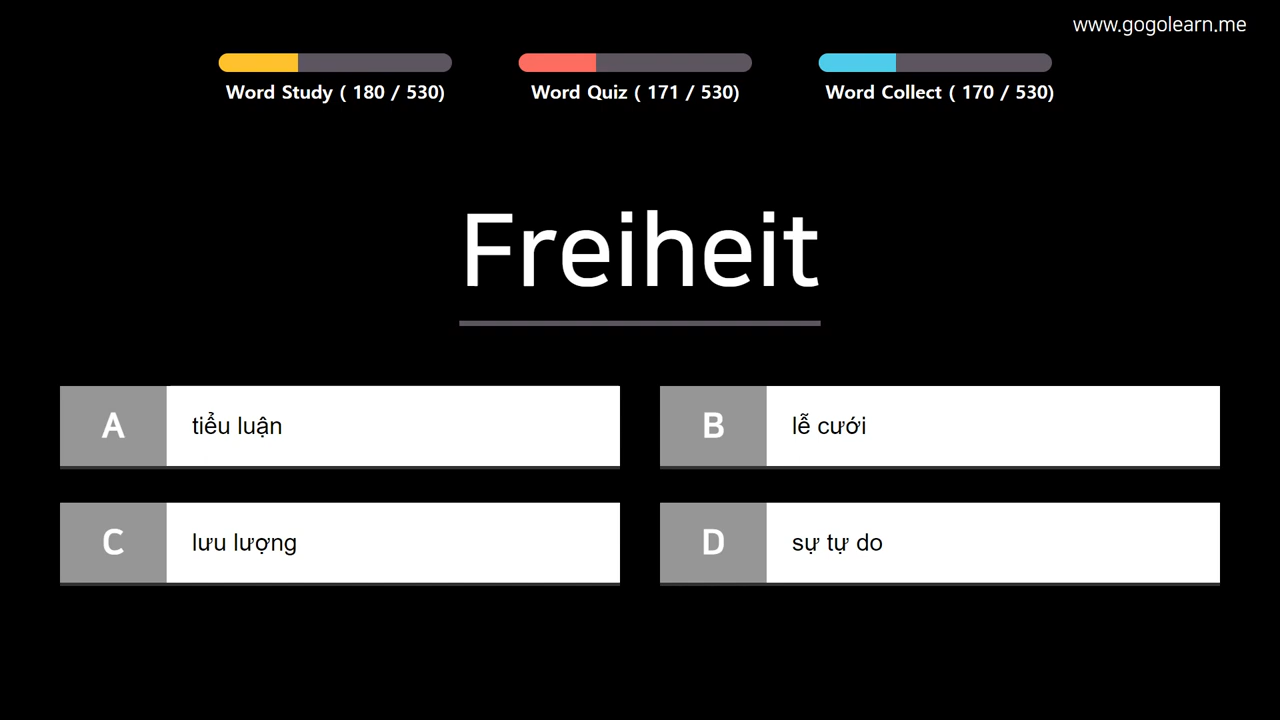 www.gogolearn.me
Word Study ( 180 / 530)
Word Quiz ( 171 / 530)
Word Collect ( 170 / 530)
Freiheit
A
tiểu luận
B
lễ cưới
C
lưu lượng
D
sự tự do